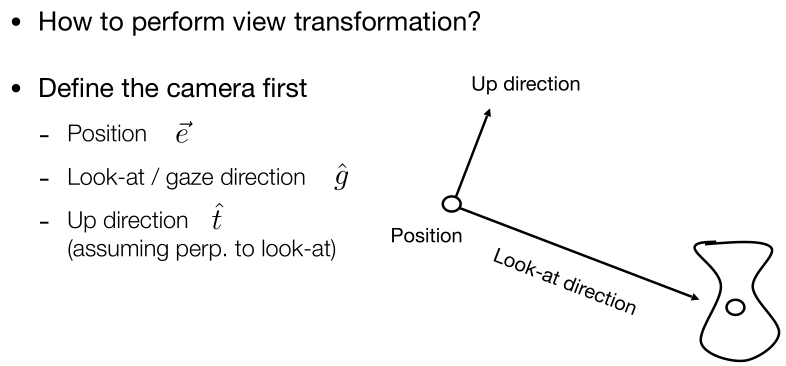 • How to perform view transformation?
• Define the camera first
- Position $\vec{e}$
- Look-at / gaze direction $\hat{g}$
- Up direction $\hat{t}$
(assuming perp. to look-at)
Up direction
Position
Look-at direction